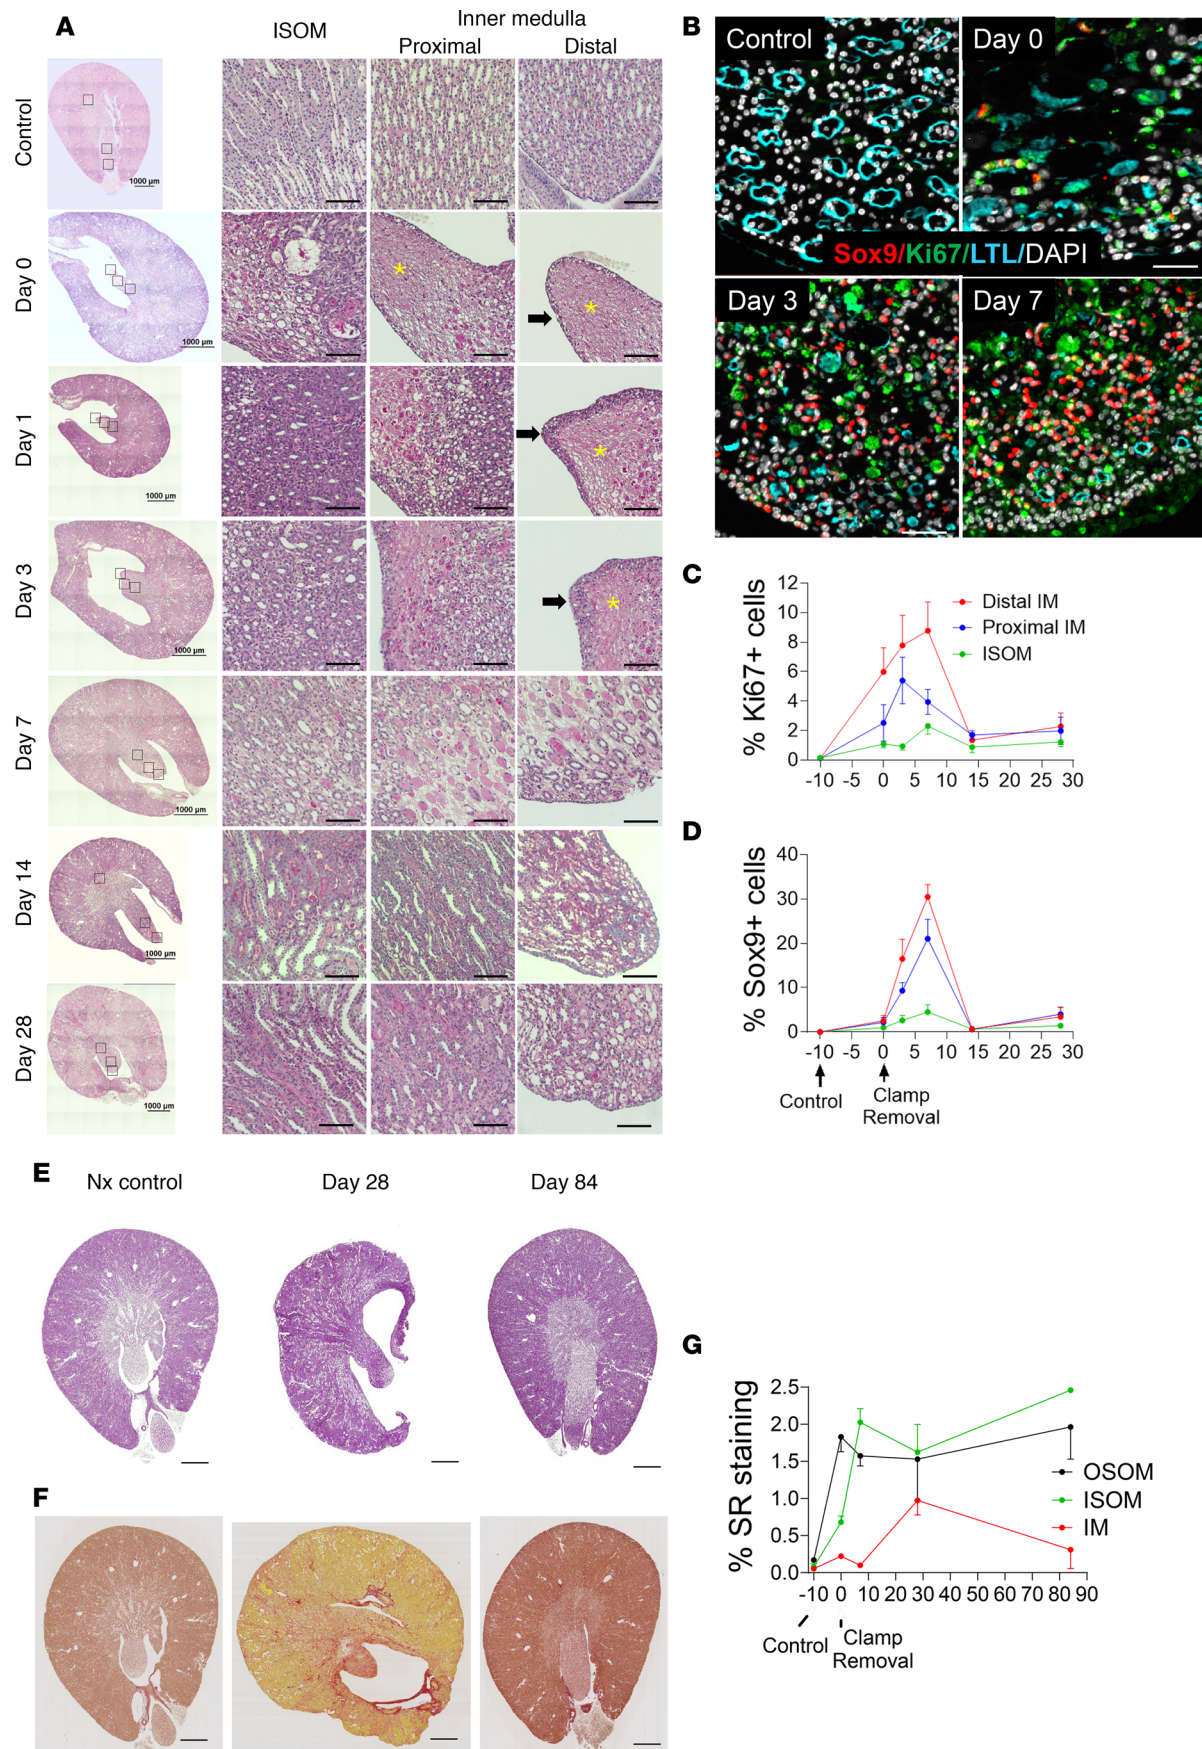 A
ISOM
Inner medulla
Proximal
Distal
Control
1000 µm
Day 0
1000 µm
Day 1
1000 µm
Day 3
1000 µm
Day 7
1000 µm
Day 14
1000 µm
Day 28
1000 µm
B
Control
Day 0
Sox9/Ki67/LTL/DAPI
Day 3
Day 7
C
% Ki67+ cells
12
10
8
6
4
2
0
-10 -5 0 5 10 15 20 25 30
Distal IM
Proximal IM
ISOM
D
% Sox9+ cells
40
30
20
10
0
-10 -5 0 5 10 15 20 25 30
Control
Clamp
Removal
E
Nx control
Day 28
Day 84
F
G
% SR staining
2.5
2.0
1.5
1.0
0.5
0.0
-10 0 10 20 30 40 50 60 70 80 90
OSOM
ISOM
IM
Control
Clamp
Removal